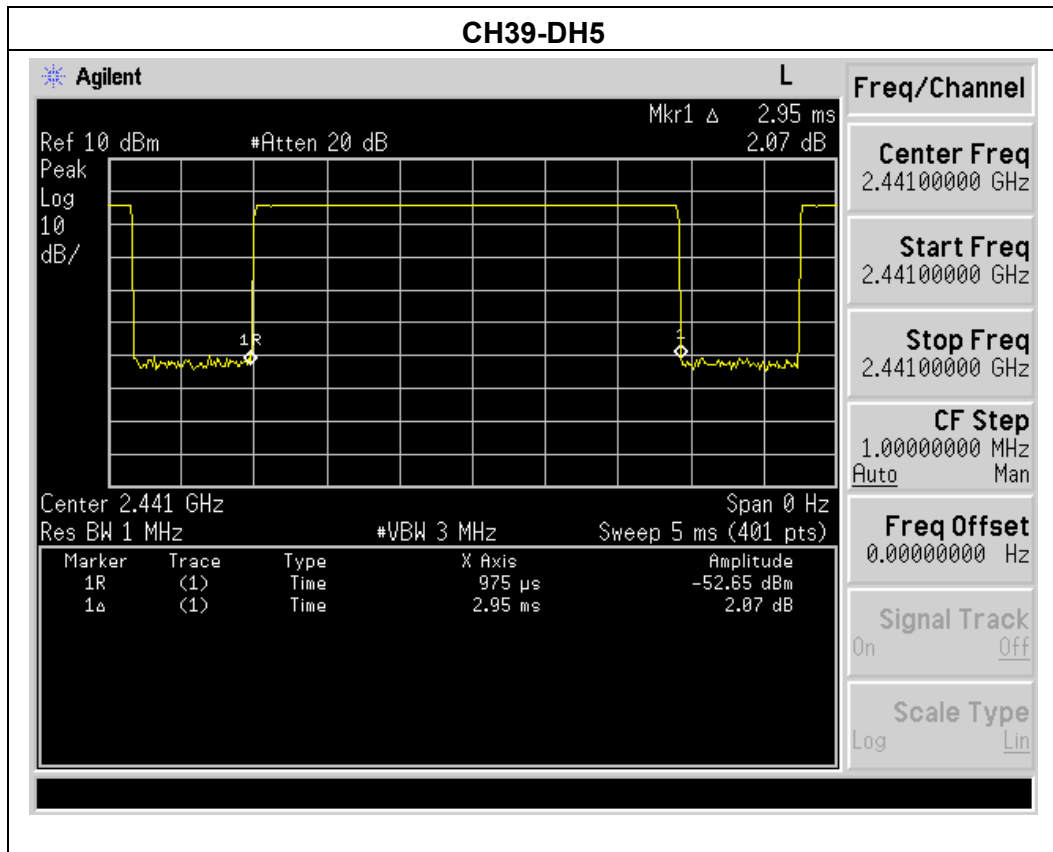 CH39-DH5
Agilent L
Mkr1 Δ 2.95 ms
Ref 10 dBm #Atten 20 dB 2.07 dB
Peak
Log
10
dB/
1R
1
Center 2.441 GHz Span 0 Hz
Res BW 1 MHz #VBW 3 MHz Sweep 5 ms (401 pts)
Marker Trace Type X Axis Amplitude
1R (1) Time 975 µs -52.65 dBm
1Δ (1) Time 2.95 ms 2.07 dB
Freq/Channel
Center Freq
2.44100000 GHz
Start Freq
2.44100000 GHz
Stop Freq
2.44100000 GHz
CF Step
1.00000000 MHz
Auto Man
Freq Offset
0.00000000 Hz
Signal Track
On Off
Scale Type
Log Lin